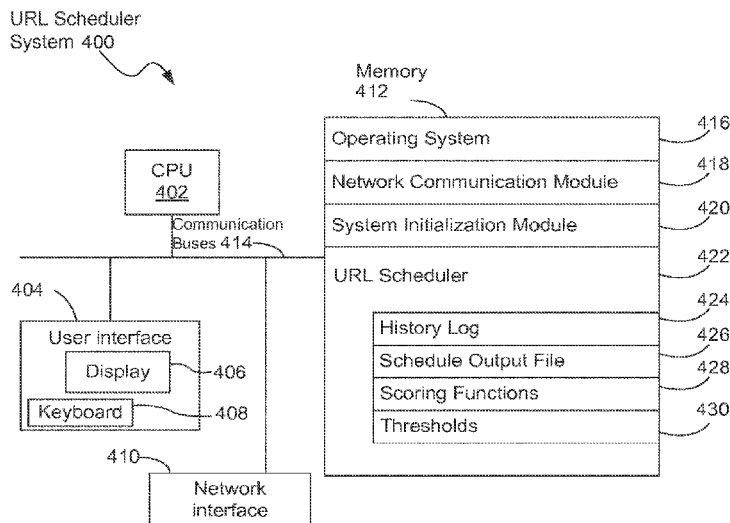 URL Scheduler
System 400
Memory
412
Operating System
416
CPU
402
Network Communication Module
418
System Initialization Module
420
Communication
Buses 414
URL Scheduler
422
404
User interface
Display
406
Keyboard
408
History Log
424
Schedule Output File
426
Scoring Functions
428
Thresholds
430
410
Network
interface